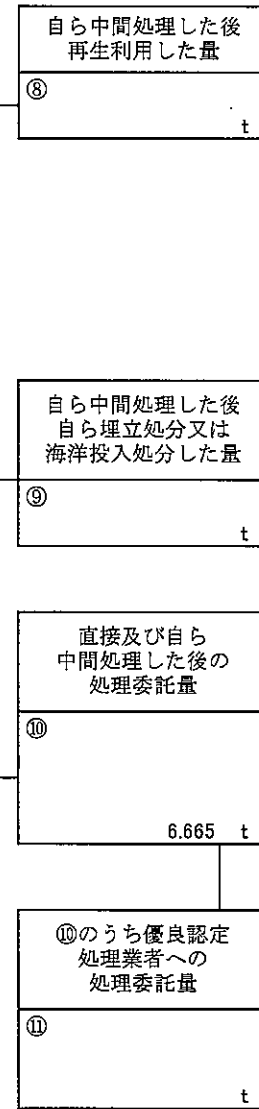 自ら中間処理した後
再生利用した量
⑧
t
自ら中間処理した後
自ら埋立処分又は
海洋投入処分した量
⑨
t
直接及び自ら
中間処理した後の
処理委託量
⑩
6.665 t
⑩のうち優良認定
処理業者への
処理委託量
⑪
t